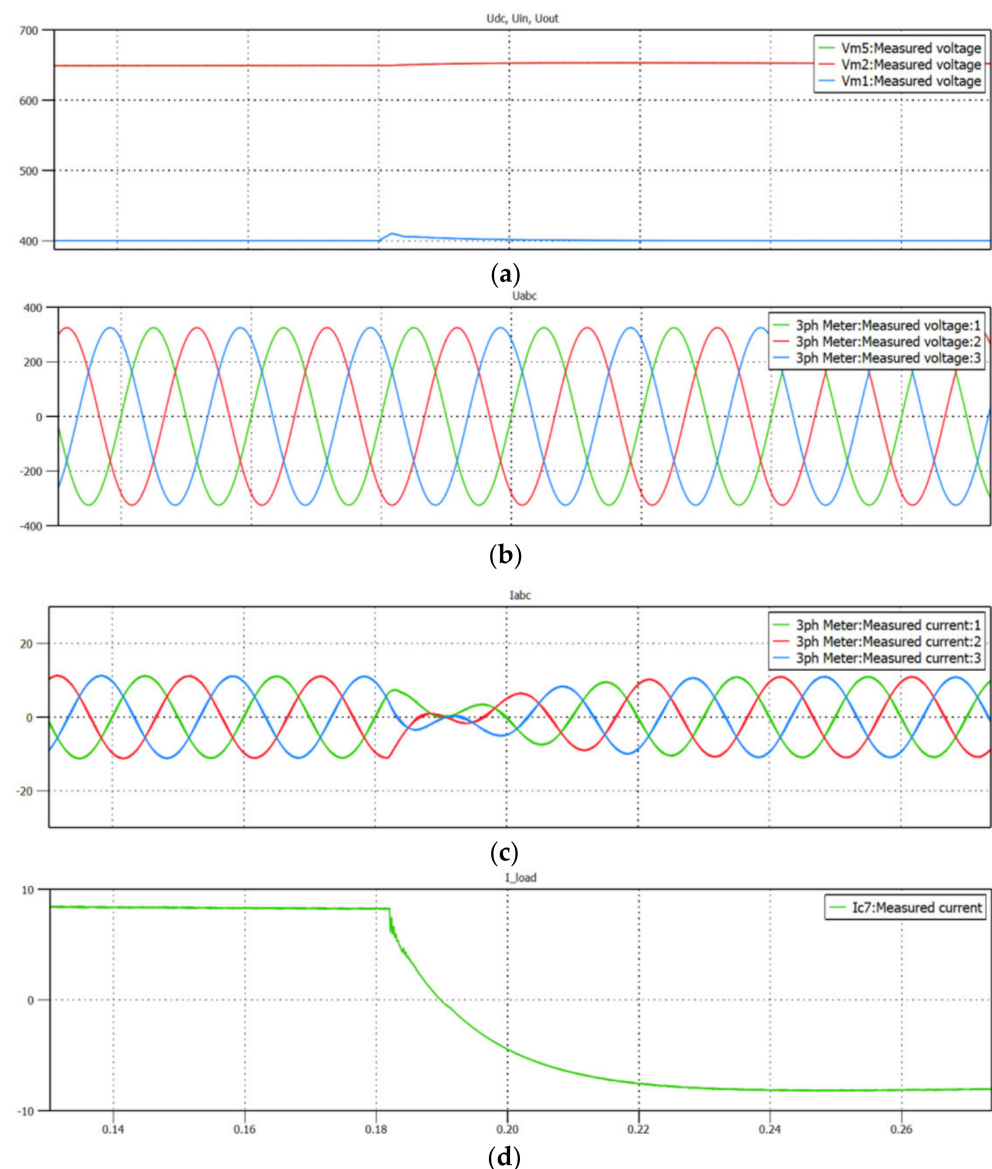 Udc, Uin, Uout
700
600
500
400
Vm5:Measured voltage
Vm2:Measured voltage
Vm1:Measured voltage
(a)
Uabc
400
200
0
-200
-400
3ph Meter:Measured voltage:1
3ph Meter:Measured voltage:2
3ph Meter:Measured voltage:3
(b)
Iabc
20
0
-20
3ph Meter:Measured current:1
3ph Meter:Measured current:2
3ph Meter:Measured current:3
(c)
I_load
10
0
-10
Ic7:Measured current
0.14 0.16 0.18 0.20 0.22 0.24 0.26
(d)